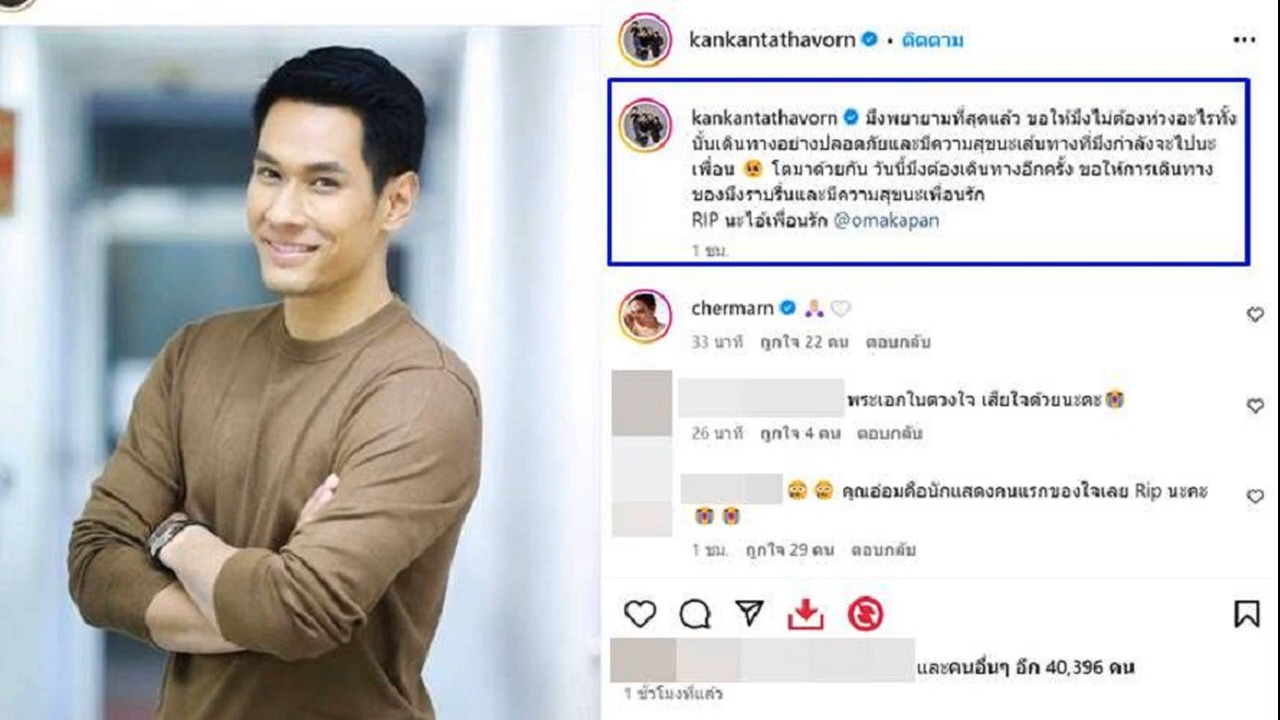 kankantathavorn • ติดตาม
kankantathavorn มึงพยายามที่สุดแล้ว ขอให้มึงไม่ต้องห่วงอะไรทั้ง
นั้นเดินทางอย่างปลอดภัยและมีความสุขนะเส้นทางที่มึงกำลังจะไปนะ
เพื่อน 😢 โตมาด้วยกัน วันนี้มึงต้องเดินทางอีกครั้ง ขอให้การเดินทาง
ของมึงราบรื่นและมีความสุขนะเพื่อนรัก
RIP นะไอ้เพื่อนรัก @omakapan
1 ชม.
chermarn 🙏🏻 🤍
33 นาที ถูกใจ 22 คน ตอบกลับ
พระเอกในดวงใจ เสียใจด้วยนะคะ😭
26 นาที ถูกใจ 4 คน ตอบกลับ
😢 😢 คุณอ๋อมคือนักแสดงคนแรกของใจเลย Rip นะคะ
😭 😭
1 ชม. ถูกใจ 29 คน ตอบกลับ
และคนอื่นๆ อีก 40,396 คน
1 ชั่วโมงที่แล้ว